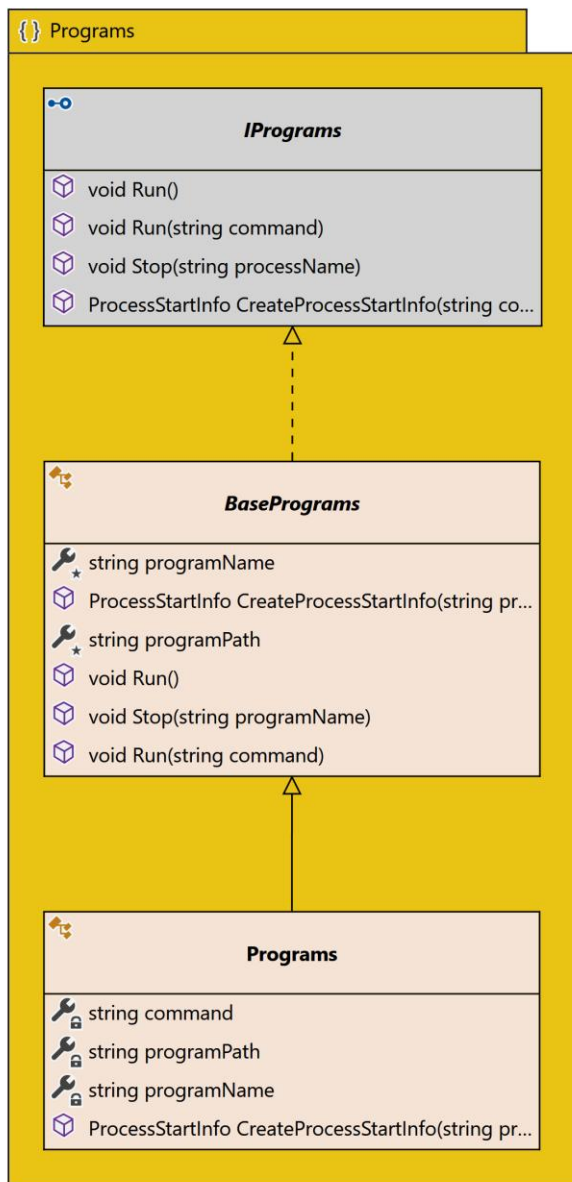 { } Programs
IPrograms
void Run()
void Run(string command)
void Stop(string processName)
ProcessStartInfo CreateProcessStartInfo(string co...
BasePrograms
string programName
ProcessStartInfo CreateProcessStartInfo(string pr...
string programPath
void Run()
void Stop(string programName)
void Run(string command)
Programs
string command
string programPath
string programName
ProcessStartInfo CreateProcessStartInfo(string pr...